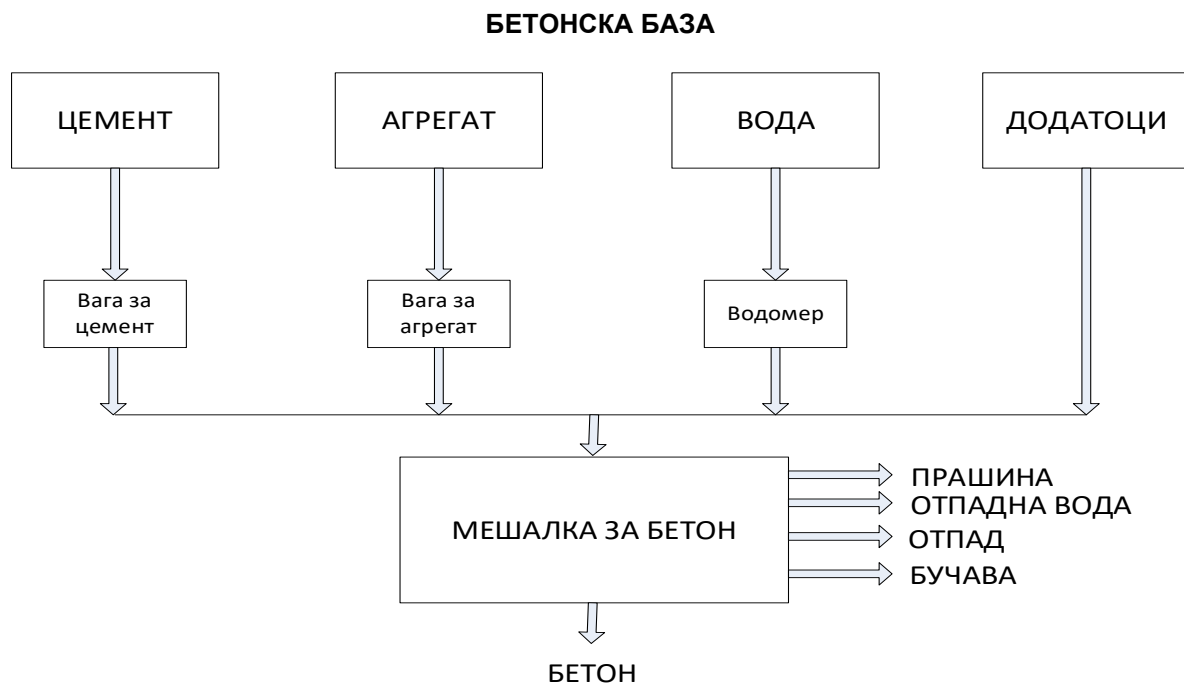 БЕТОНСКА БАЗА
ЦЕМЕНТ
АГРЕГАТ
ВОДА
ДОДАТОЦИ
Вага за
цемент
Вага за
агрегат
Водомер
МЕШАЛКА ЗА БЕТОН
ПРАШИНА
ОТПАДНА ВОДА
ОТПАД
БУЧАВА
БЕТОН